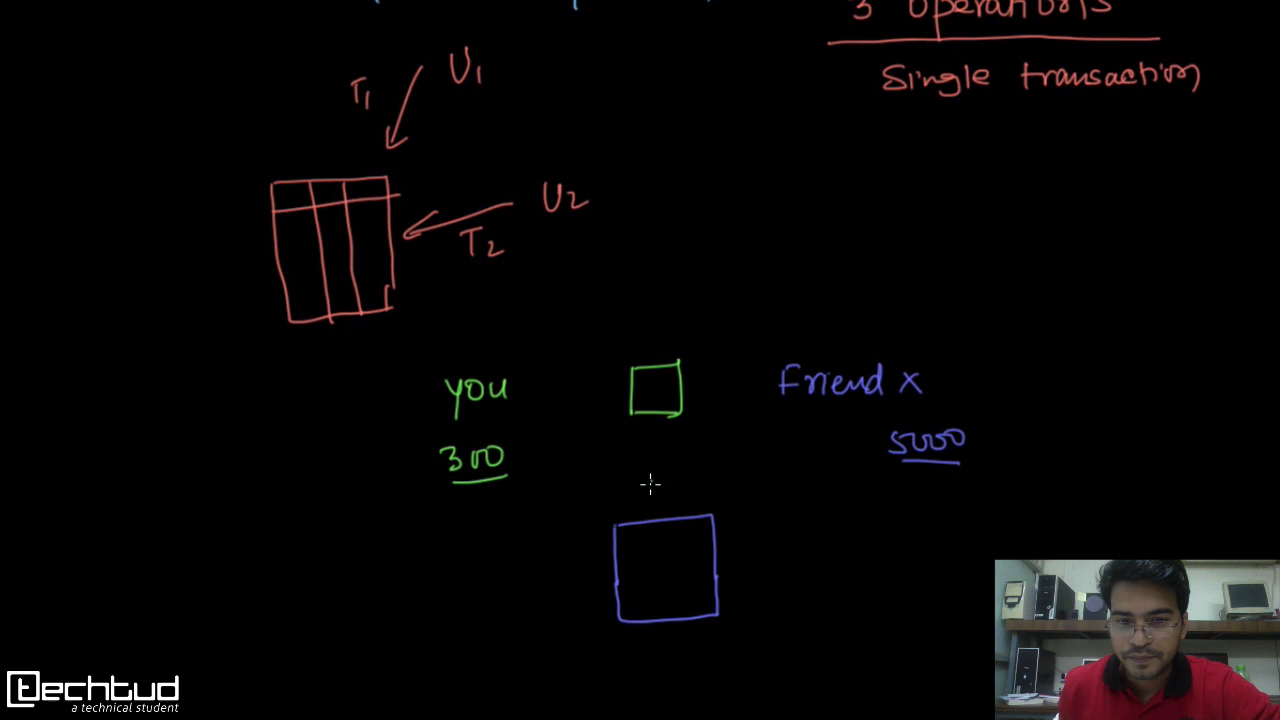 3 operations
Single transaction
U1
T1
U2
T2
you
Friend x
300
5000
techtud
a technical student